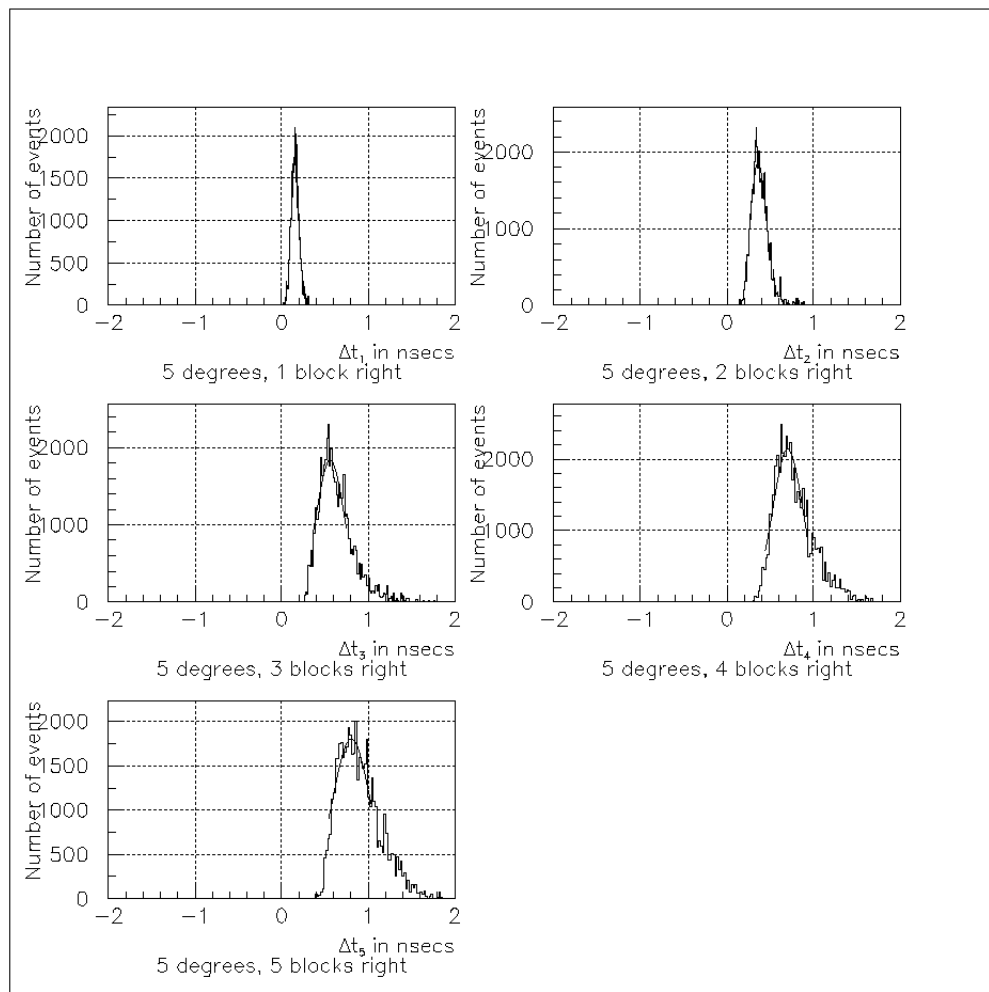 Number of events
2000
1500
1000
500
0
−2 −1 0 1 2
Δt₁ in nsecs
5 degrees, 1 block right
Number of events
2000
1000
0
−2 −1 0 1 2
Δt₂ in nsecs
5 degrees, 2 blocks right
Number of events
2000
1000
0
−2 −1 0 1 2
Δt₃ in nsecs
5 degrees, 3 blocks right
Number of events
2000
1000
0
−2 −1 0 1 2
Δt₄ in nsecs
5 degrees, 4 blocks right
Number of events
2000
1500
1000
500
0
−2 −1 0 1 2
Δt₅ in nsecs
5 degrees, 5 blocks right